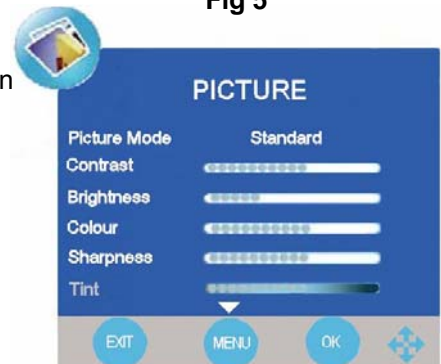 Fig 5
n
PICTURE
Picture Mode Standard
Contrast
Brightness
Colour
Sharpness
Tint
EXIT MENU OK